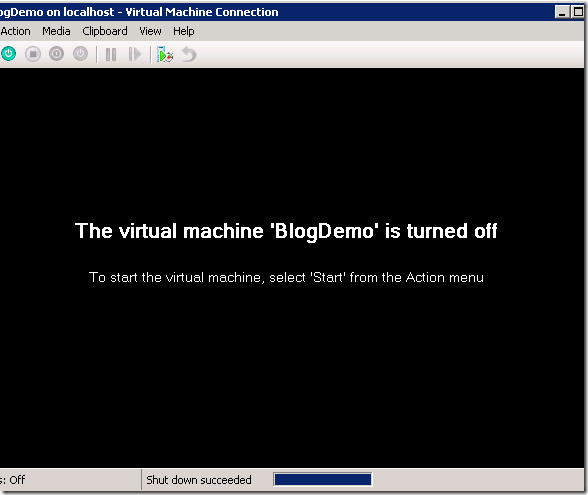 ogDemo on localhost - Virtual Machine Connection
Action Media Clipboard View Help
The virtual machine 'BlogDemo' is turned off
To start the virtual machine, select 'Start' from the Action menu
s: Off Shut down succeeded